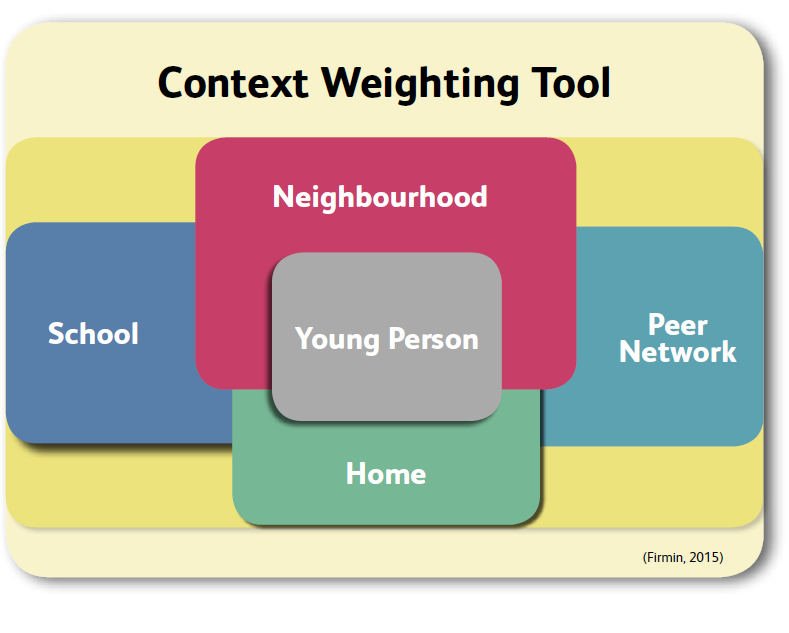 Context Weighting Tool
Neighbourhood
School
Young Person
Peer
Network
Home
(Firmin, 2015)